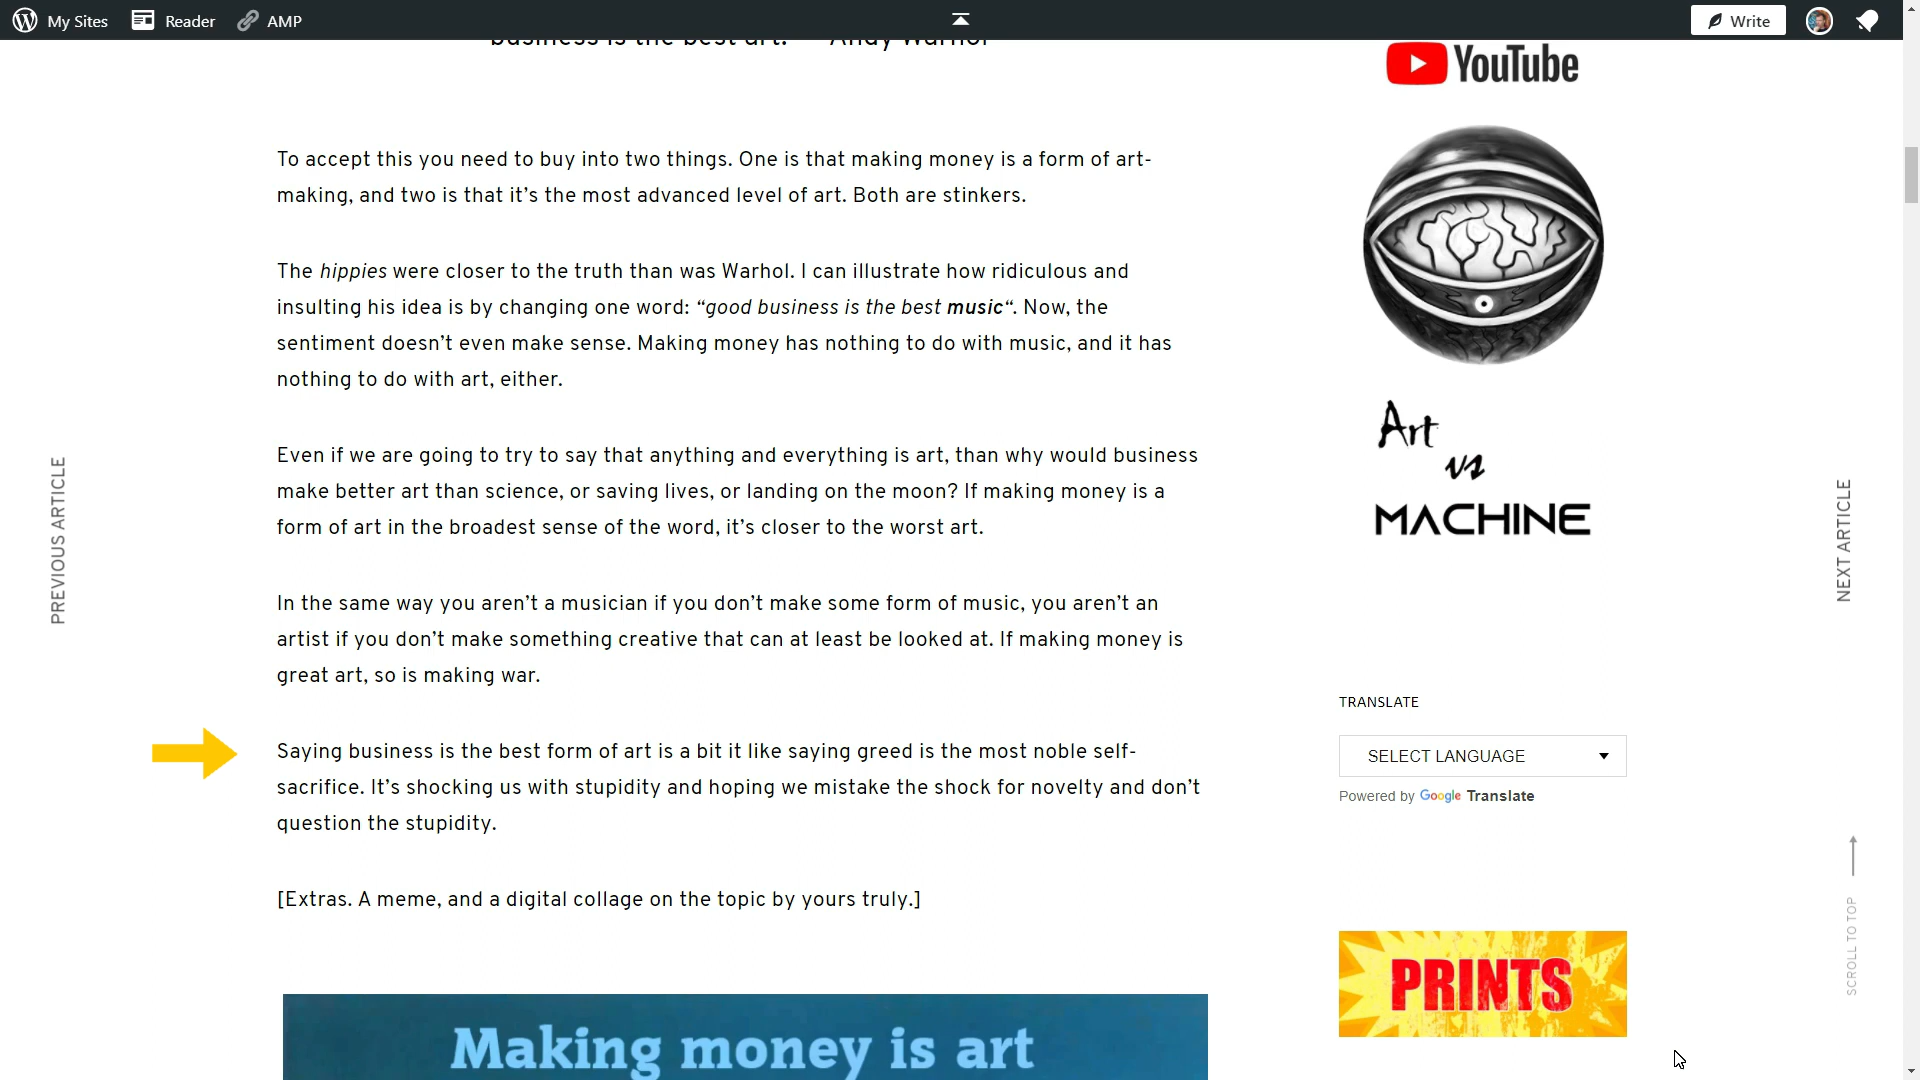 My Sites
Reader
AMP
Write
business is the best art." – Andy Warhol
YouTube
To accept this you need to buy into two things. One is that making money is a form of art-
making, and two is that it’s the most advanced level of art. Both are stinkers.
The hippies were closer to the truth than was Warhol. I can illustrate how ridiculous and
insulting his idea is by changing one word: “good business is the best music“. Now, the
sentiment doesn’t even make sense. Making money has nothing to do with music, and it has
nothing to do with art, either.
Even if we are going to try to say that anything and everything is art, than why would business
make better art than science, or saving lives, or landing on the moon? If making money is a
form of art in the broadest sense of the word, it’s closer to the worst art.
In the same way you aren’t a musician if you don’t make some form of music, you aren’t an
artist if you don’t make something creative that can at least be looked at. If making money is
great art, so is making war.
Saying business is the best form of art is a bit it like saying greed is the most noble self-
sacrifice. It’s shocking us with stupidity and hoping we mistake the shock for novelty and don’t
question the stupidity.
[Extras. A meme, and a digital collage on the topic by yours truly.]
Making money is art
PREVIOUS ARTICLE
Art
vs
MACHINE
TRANSLATE
SELECT LANGUAGE
Powered by Google Translate
PRINTS
NEXT ARTICLE
SCROLL TO TOP